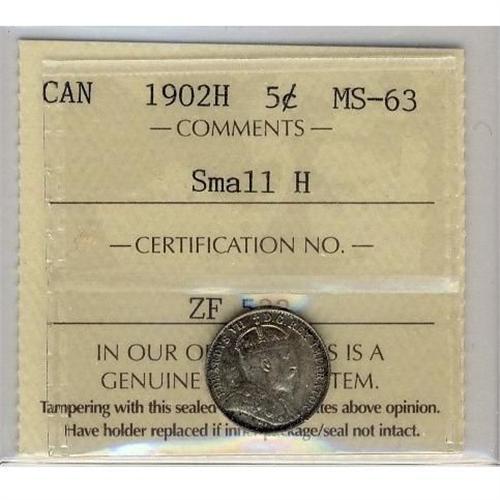 CAN 1902H 5¢ MS-63
— COMMENTS —
Small H
— CERTIFICATION NO. —
ZF
IN OUR S IS A
GENUINE TEM.
Tampering with this sealed tes above opinion.
Have holder replaced if inn package/seal not intact.